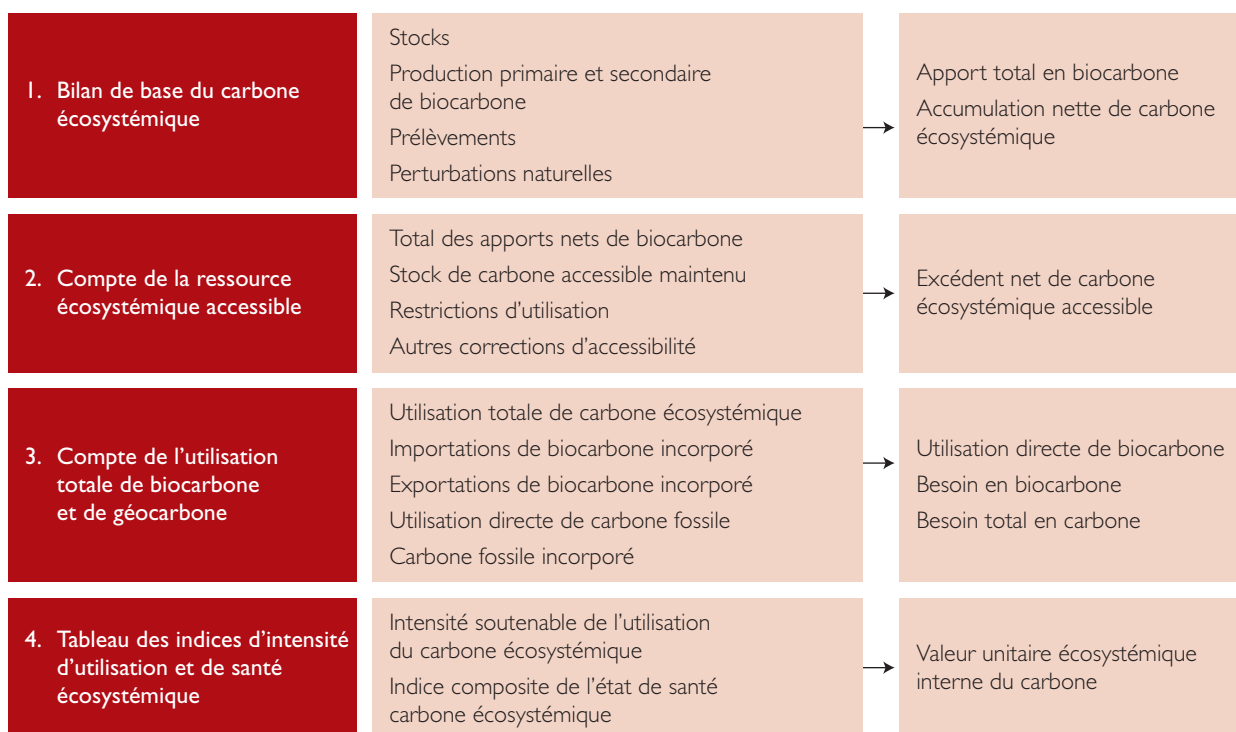 1. Bilan de base du carbone
écosystémique
Stocks
Production primaire et secondaire
de biocarbone
Prélèvements
Perturbations naturelles
Apport total en biocarbone
Accumulation nette de carbone
écosystémique
2. Compte de la ressource
écosystémique accessible
Total des apports nets de biocarbone
Stock de carbone accessible maintenu
Restrictions d’utilisation
Autres corrections d’accessibilité
Excédent net de carbone
écosystémique accessible
3. Compte de l’utilisation
totale de biocarbone
et de géocarbone
Utilisation totale de carbone écosystémique
Importations de biocarbone incorporé
Exportations de biocarbone incorporé
Utilisation directe de carbone fossile
Carbone fossile incorporé
Utilisation directe de biocarbone
Besoin en biocarbone
Besoin total en carbone
4. Tableau des indices d’intensité
d’utilisation et de santé
écosystémique
Intensité soutenable de l’utilisation
du carbone écosystémique
Indice composite de l’état de santé
carbone écosystémique
Valeur unitaire écosystémique
interne du carbone